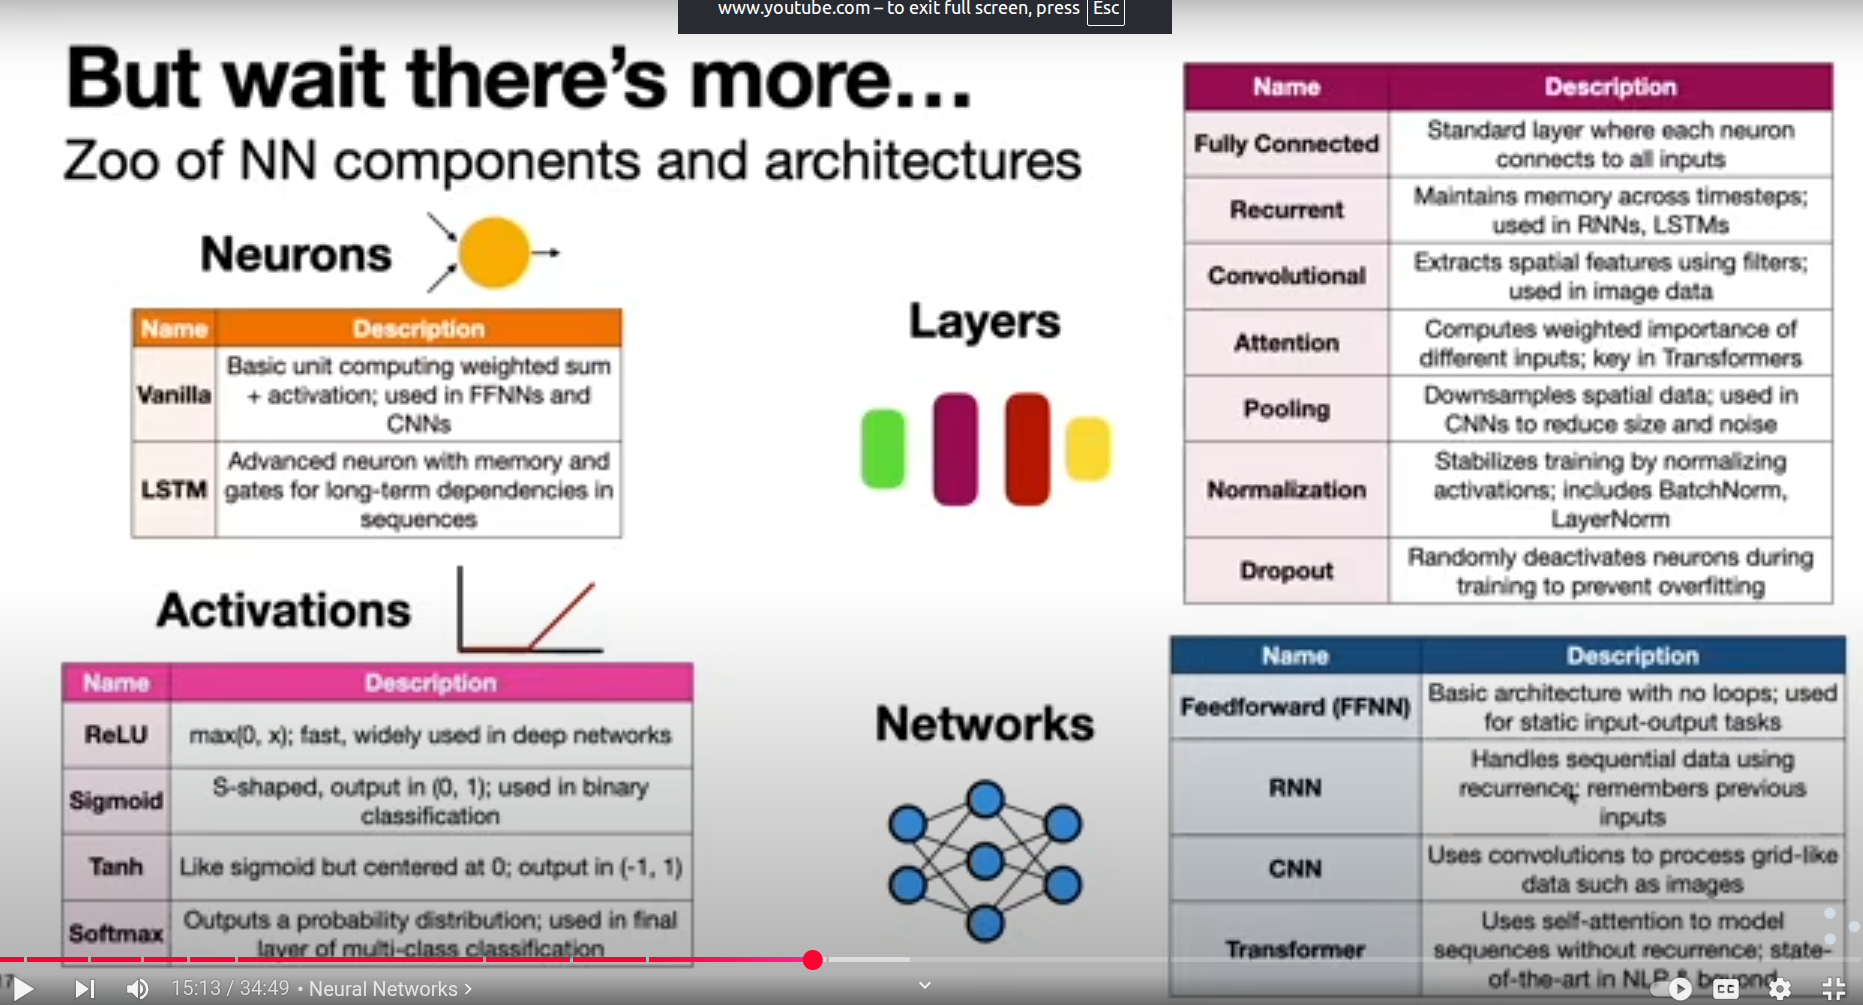 www.youtube.com – to exit full screen, press Esc
But wait there's more...
Zoo of NN components and architectures
Neurons
Name Description
Vanilla Basic unit computing weighted sum
+ activation; used in FFNNs and
CNNs
LSTM Advanced neuron with memory and
gates for long-term dependencies in
sequences
Activations
Name Description
ReLU max(0, x); fast, widely used in deep networks
Sigmoid S-shaped, output in (0, 1); used in binary
classification
Tanh Like sigmoid but centered at 0; output in (-1, 1)
Softmax Outputs a probability distribution; used in final
layer of multi-class classification
Layers
Name Description
Fully Connected Standard layer where each neuron
connects to all inputs
Recurrent Maintains memory across timesteps;
used in RNNs, LSTMs
Convolutional Extracts spatial features using filters;
used in image data
Attention Computes weighted importance of
different inputs; key in Transformers
Pooling Downsamples spatial data; used in
CNNs to reduce size and noise
Normalization Stabilizes training by normalizing
activations; includes BatchNorm,
LayerNorm
Dropout Randomly deactivates neurons during
training to prevent overfitting
Networks
Name Description
Feedforward (FFNN) Basic architecture with no loops; used
for static input-output tasks
RNN Handles sequential data using
recurrence; remembers previous
inputs
CNN Uses convolutions to process grid-like
data such as images
Transformer Uses self-attention to model
sequences without recurrence; state-
of-the-art in NLP & beyond
15:13 / 34:49 • Neural Networks >
CC